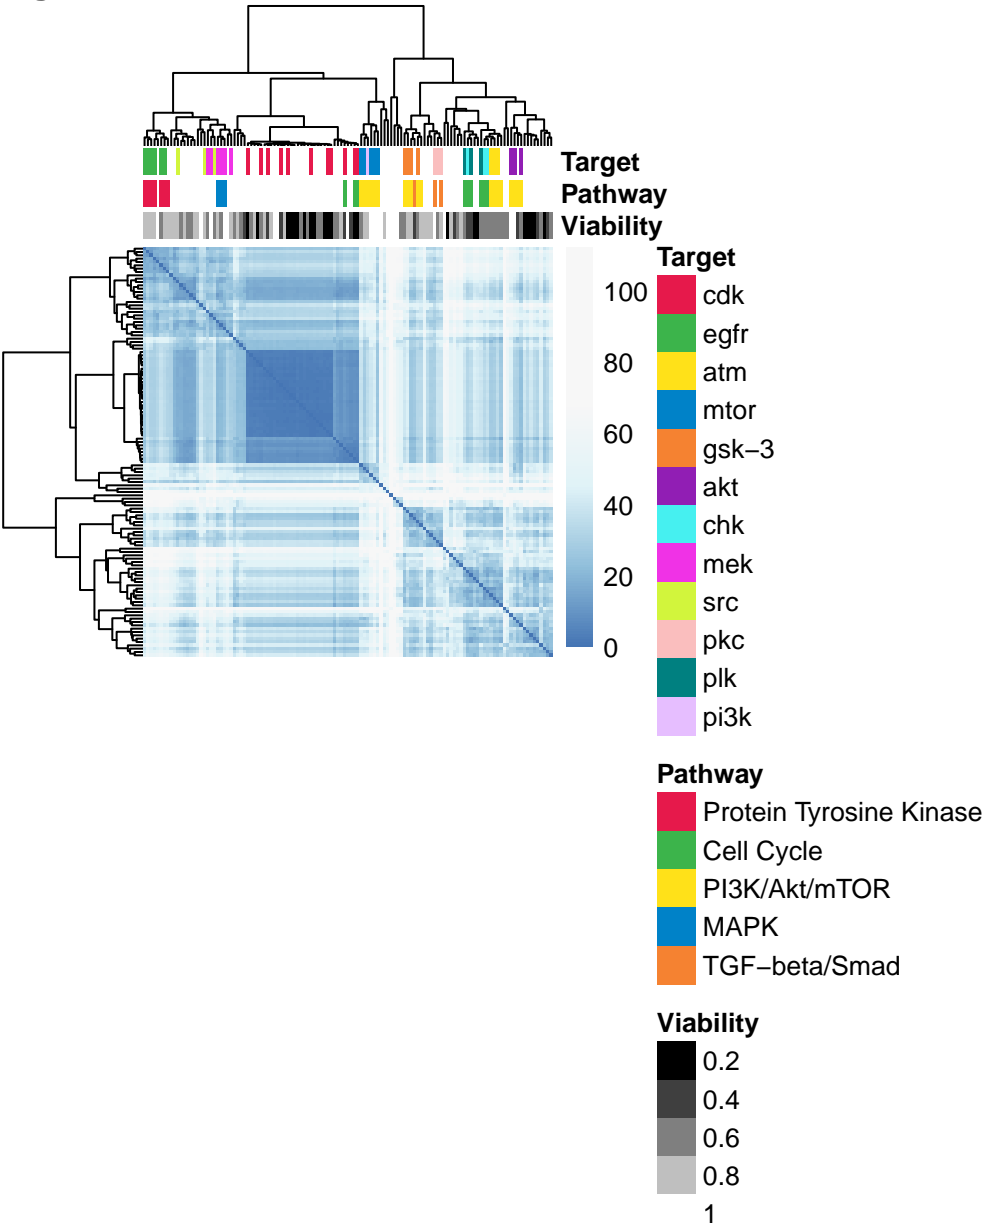 Target
Pathway
Viability
Target
100
80
60
40
20
0
cdk
egfr
atm
mtor
gsk−3
akt
chk
mek
src
pkc
plk
pi3k
Pathway
Protein Tyrosine Kinase
Cell Cycle
PI3K/Akt/mTOR
MAPK
TGF−beta/Smad
Viability
0.2
0.4
0.6
0.8
1